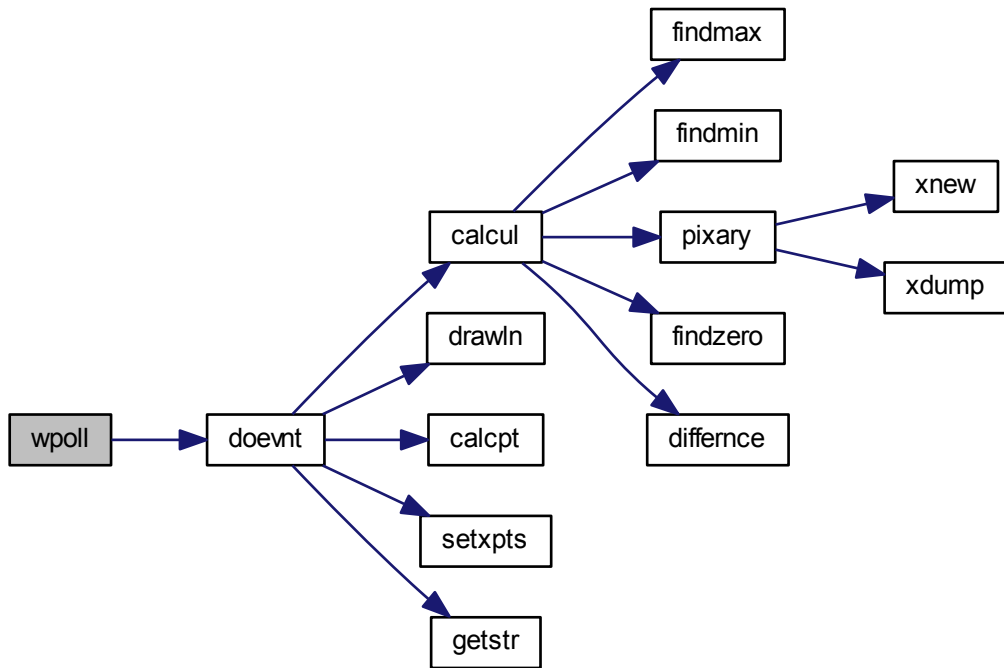 findmax
findmin
xnew
calcul
pixary
xdump
drawln
findzero
wpoll
doevnt
calcpt
differnce
setxpts
getstr